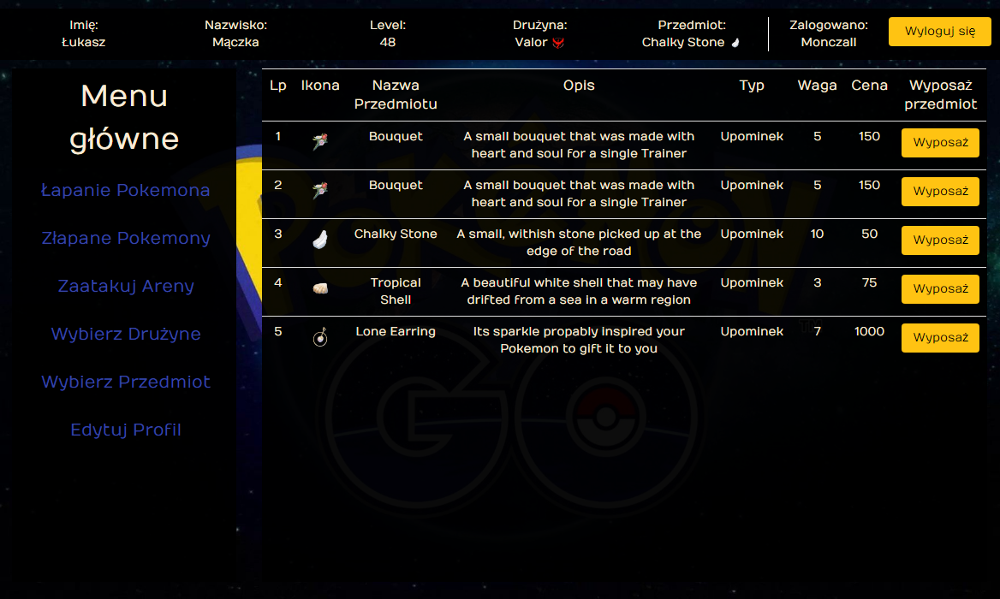 Imię:
Łukasz
Nazwisko:
Mączka
Level:
48
Drużyna:
Valor
Przedmiot:
Chalky Stone
Zalogowano:
Monczall
Wyloguj się
Menu
główne
Łapanie Pokemona
Złapane Pokemony
Zaatakuj Areny
Wybierz Drużyne
Wybierz Przedmiot
Edytuj Profil
Lp Ikona Nazwa Przedmiotu Opis Typ Waga Cena Wyposaż przedmiot
1 Bouquet A small bouquet that was made with Upominek 5 150 Wyposaż
heart and soul for a single Trainer
2 Bouquet A small bouquet that was made with Upominek 5 150 Wyposaż
heart and soul for a single Trainer
3 Chalky Stone A small, withish stone picked up at the Upominek 10 50 Wyposaż
edge of the road
4 Tropical A beautiful white shell that may have Upominek 3 75 Wyposaż
Shell drifted from a sea in a warm region
5 Lone Earring Its sparkle propably inspired your Upominek 7 1000 Wyposaż
Pokemon to gift it to you
POKÉMON
TM
GO